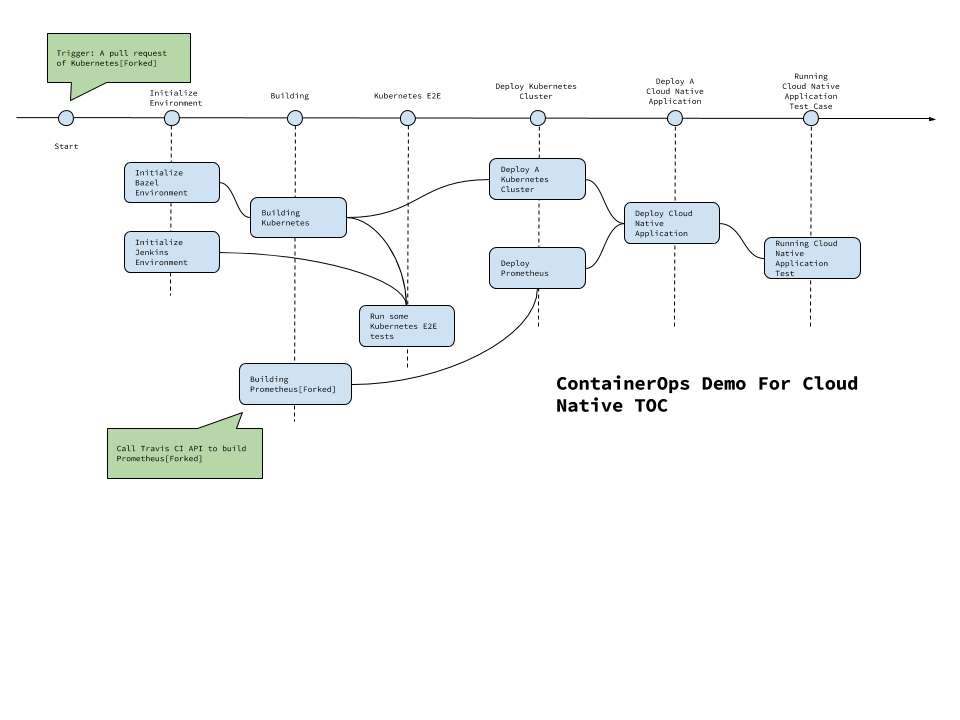 Trigger: A pull request
of Kubernetes[Forked]
Initialize
Environment
Building
Kubernetes E2E
Deploy Kubernetes
Cluster
Deploy A
Cloud Native
Application
Running
Cloud Native
Application
Test Case
Start
Initialize
Bazel
Environment
Building
Kubernetes
Initialize
Jenkins
Environment
Deploy A
Kubernetes
Cluster
Deploy Cloud
Native
Application
Running Cloud
Native
Application
Test
Deploy
Prometheus
Run some
Kubernetes E2E
tests
Building
Prometheus[Forked]
ContainerOps Demo For Cloud
Native TOC
Call Travis CI API to build
Prometheus[Forked]